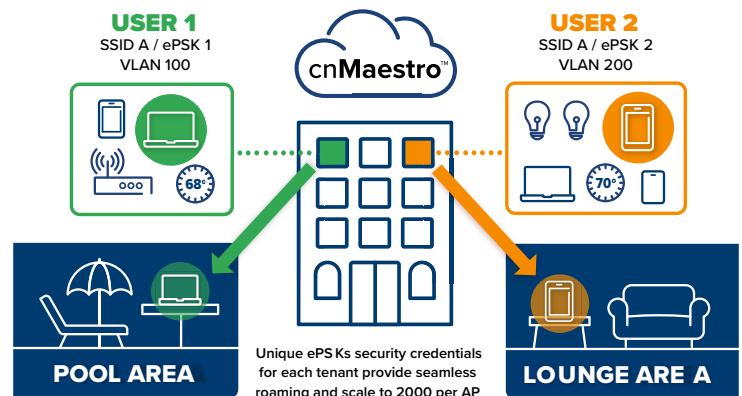 USER 1
SSID A / ePSK 1
VLAN 100
cnMaestro™
USER 2
SSID A / ePSK 2
VLAN 200
68°
70°
POOL AREA
Unique ePS Ks security credentials
for each tenant provide seamless
roaming and scale to 2000 per AP
LOUNGE ARE A